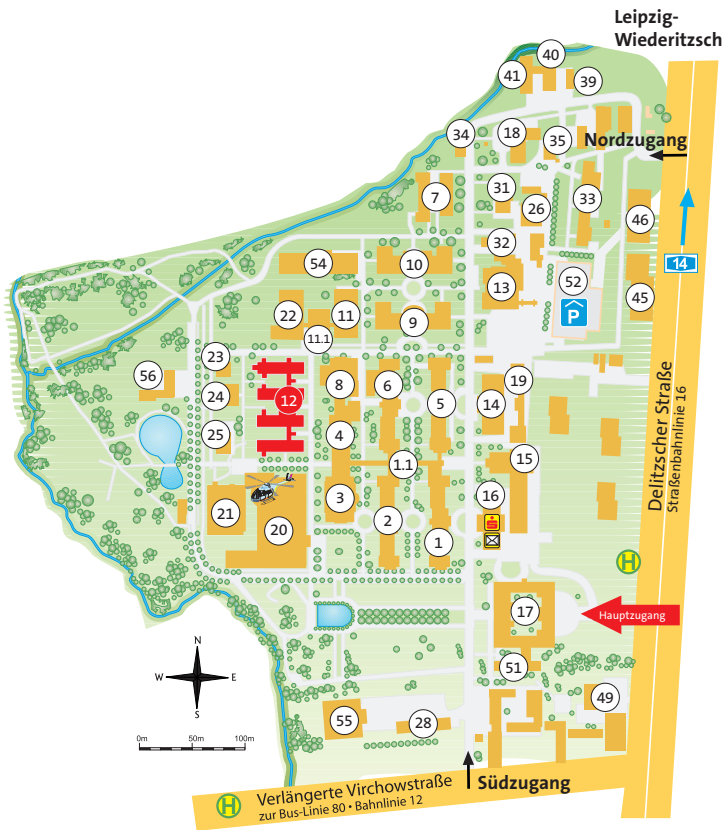 Leipzig-
Wiederitzsch
40
41
39
34
18
35
Nordzugang
7
31
26
33
46
32
54
10
52
14
13
P
45
22
11
9
11.1
23
56
8
6
19
24
12
5
14
25
4
15
1.1
16
21
20
3
2
1
S
Delitzscher Straße
Straßenbahnlinie 16
H
17
Hauptzugang
N
W
E
S
51
49
55
28
0m
50m
100m
Südzugang
H
Verlängerte Virchowstraße
zur Bus-Linie 80 • Bahnlinie 12